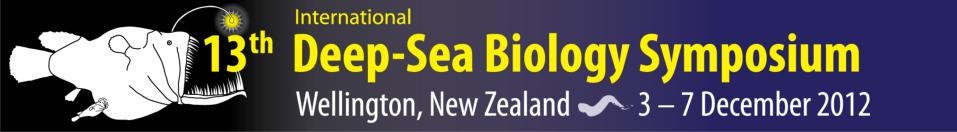 International
13th Deep-Sea Biology Symposium
Wellington, New Zealand 3 – 7 December 2012